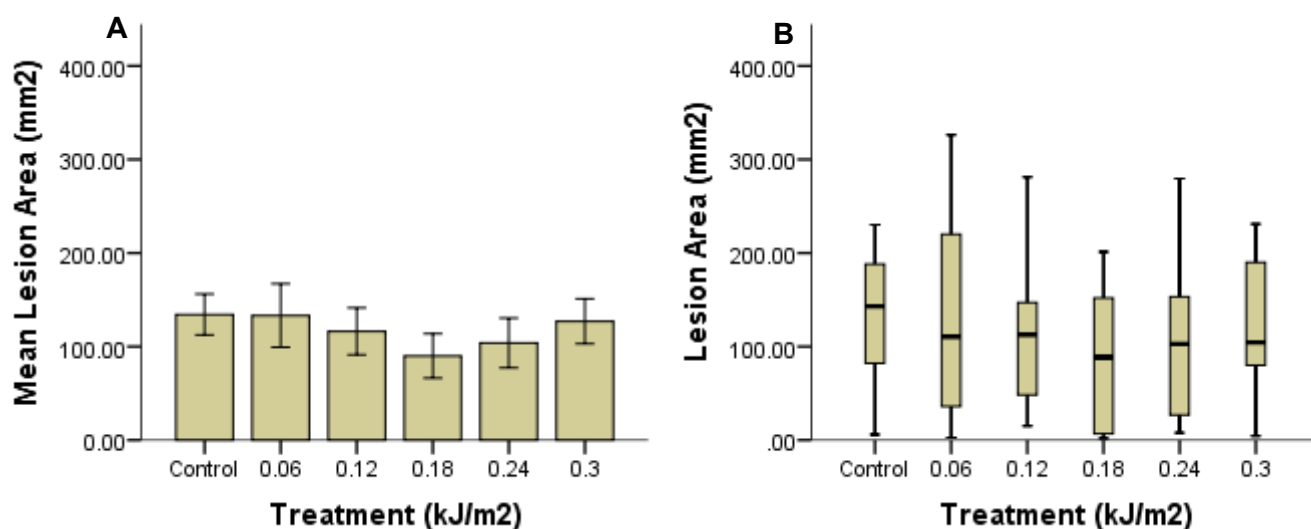 A
Mean Lesion Area (mm2)
400.00
300.00
200.00
100.00
0.00
Control 0.06 0.12 0.18 0.24 0.3
Treatment (kJ/m2)
B
Lesion Area (mm2)
400.00
300.00
200.00
100.00
.00
Control 0.06 0.12 0.18 0.24 0.3
Treatment (kJ/m2)